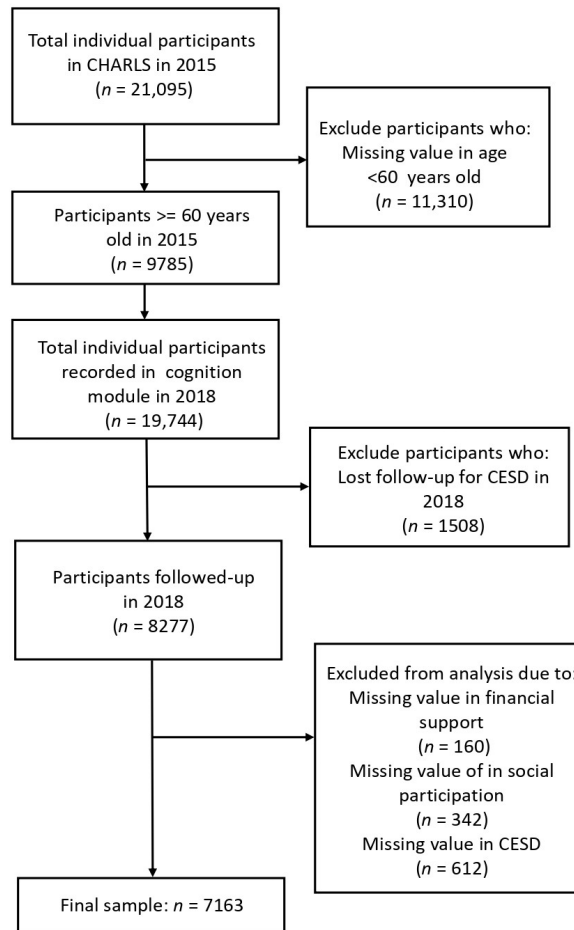 Total individual participants
in CHARLS in 2015
(n = 21,095)
Exclude participants who:
Missing value in age
<60 years old
(n = 11,310)
Participants >= 60 years
old in 2015
(n = 9785)
Total individual participants
recorded in cognition
module in 2018
(n = 19,744)
Exclude participants who:
Lost follow-up for CESD in
2018
(n = 1508)
Participants followed-up
in 2018
(n = 8277)
Excluded from analysis due to:
Missing value in financial
support
(n = 160)
Missing value of in social
participation
(n = 342)
Missing value in CESD
(n = 612)
Final sample: n = 7163